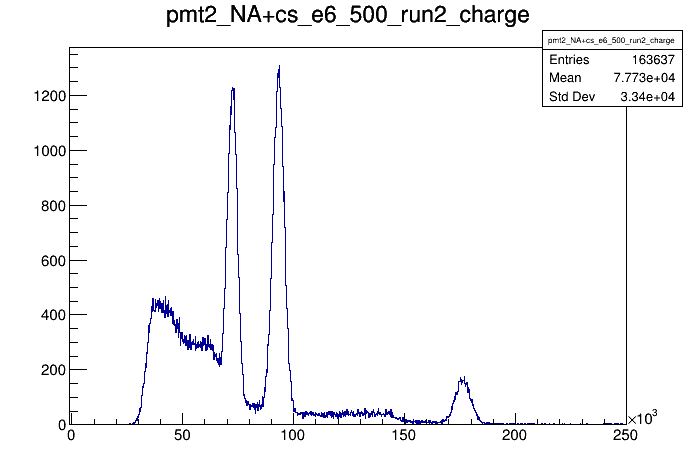 pmt2_NA+cs_e6_500_run2_charge
pmt2_NA+cs_e6_500_run2_charge
Entries 163637
Mean 7.773e+04
Std Dev 3.34e+04
1200
1000
800
600
400
200
0
0 50 100 150 200 250
×10³